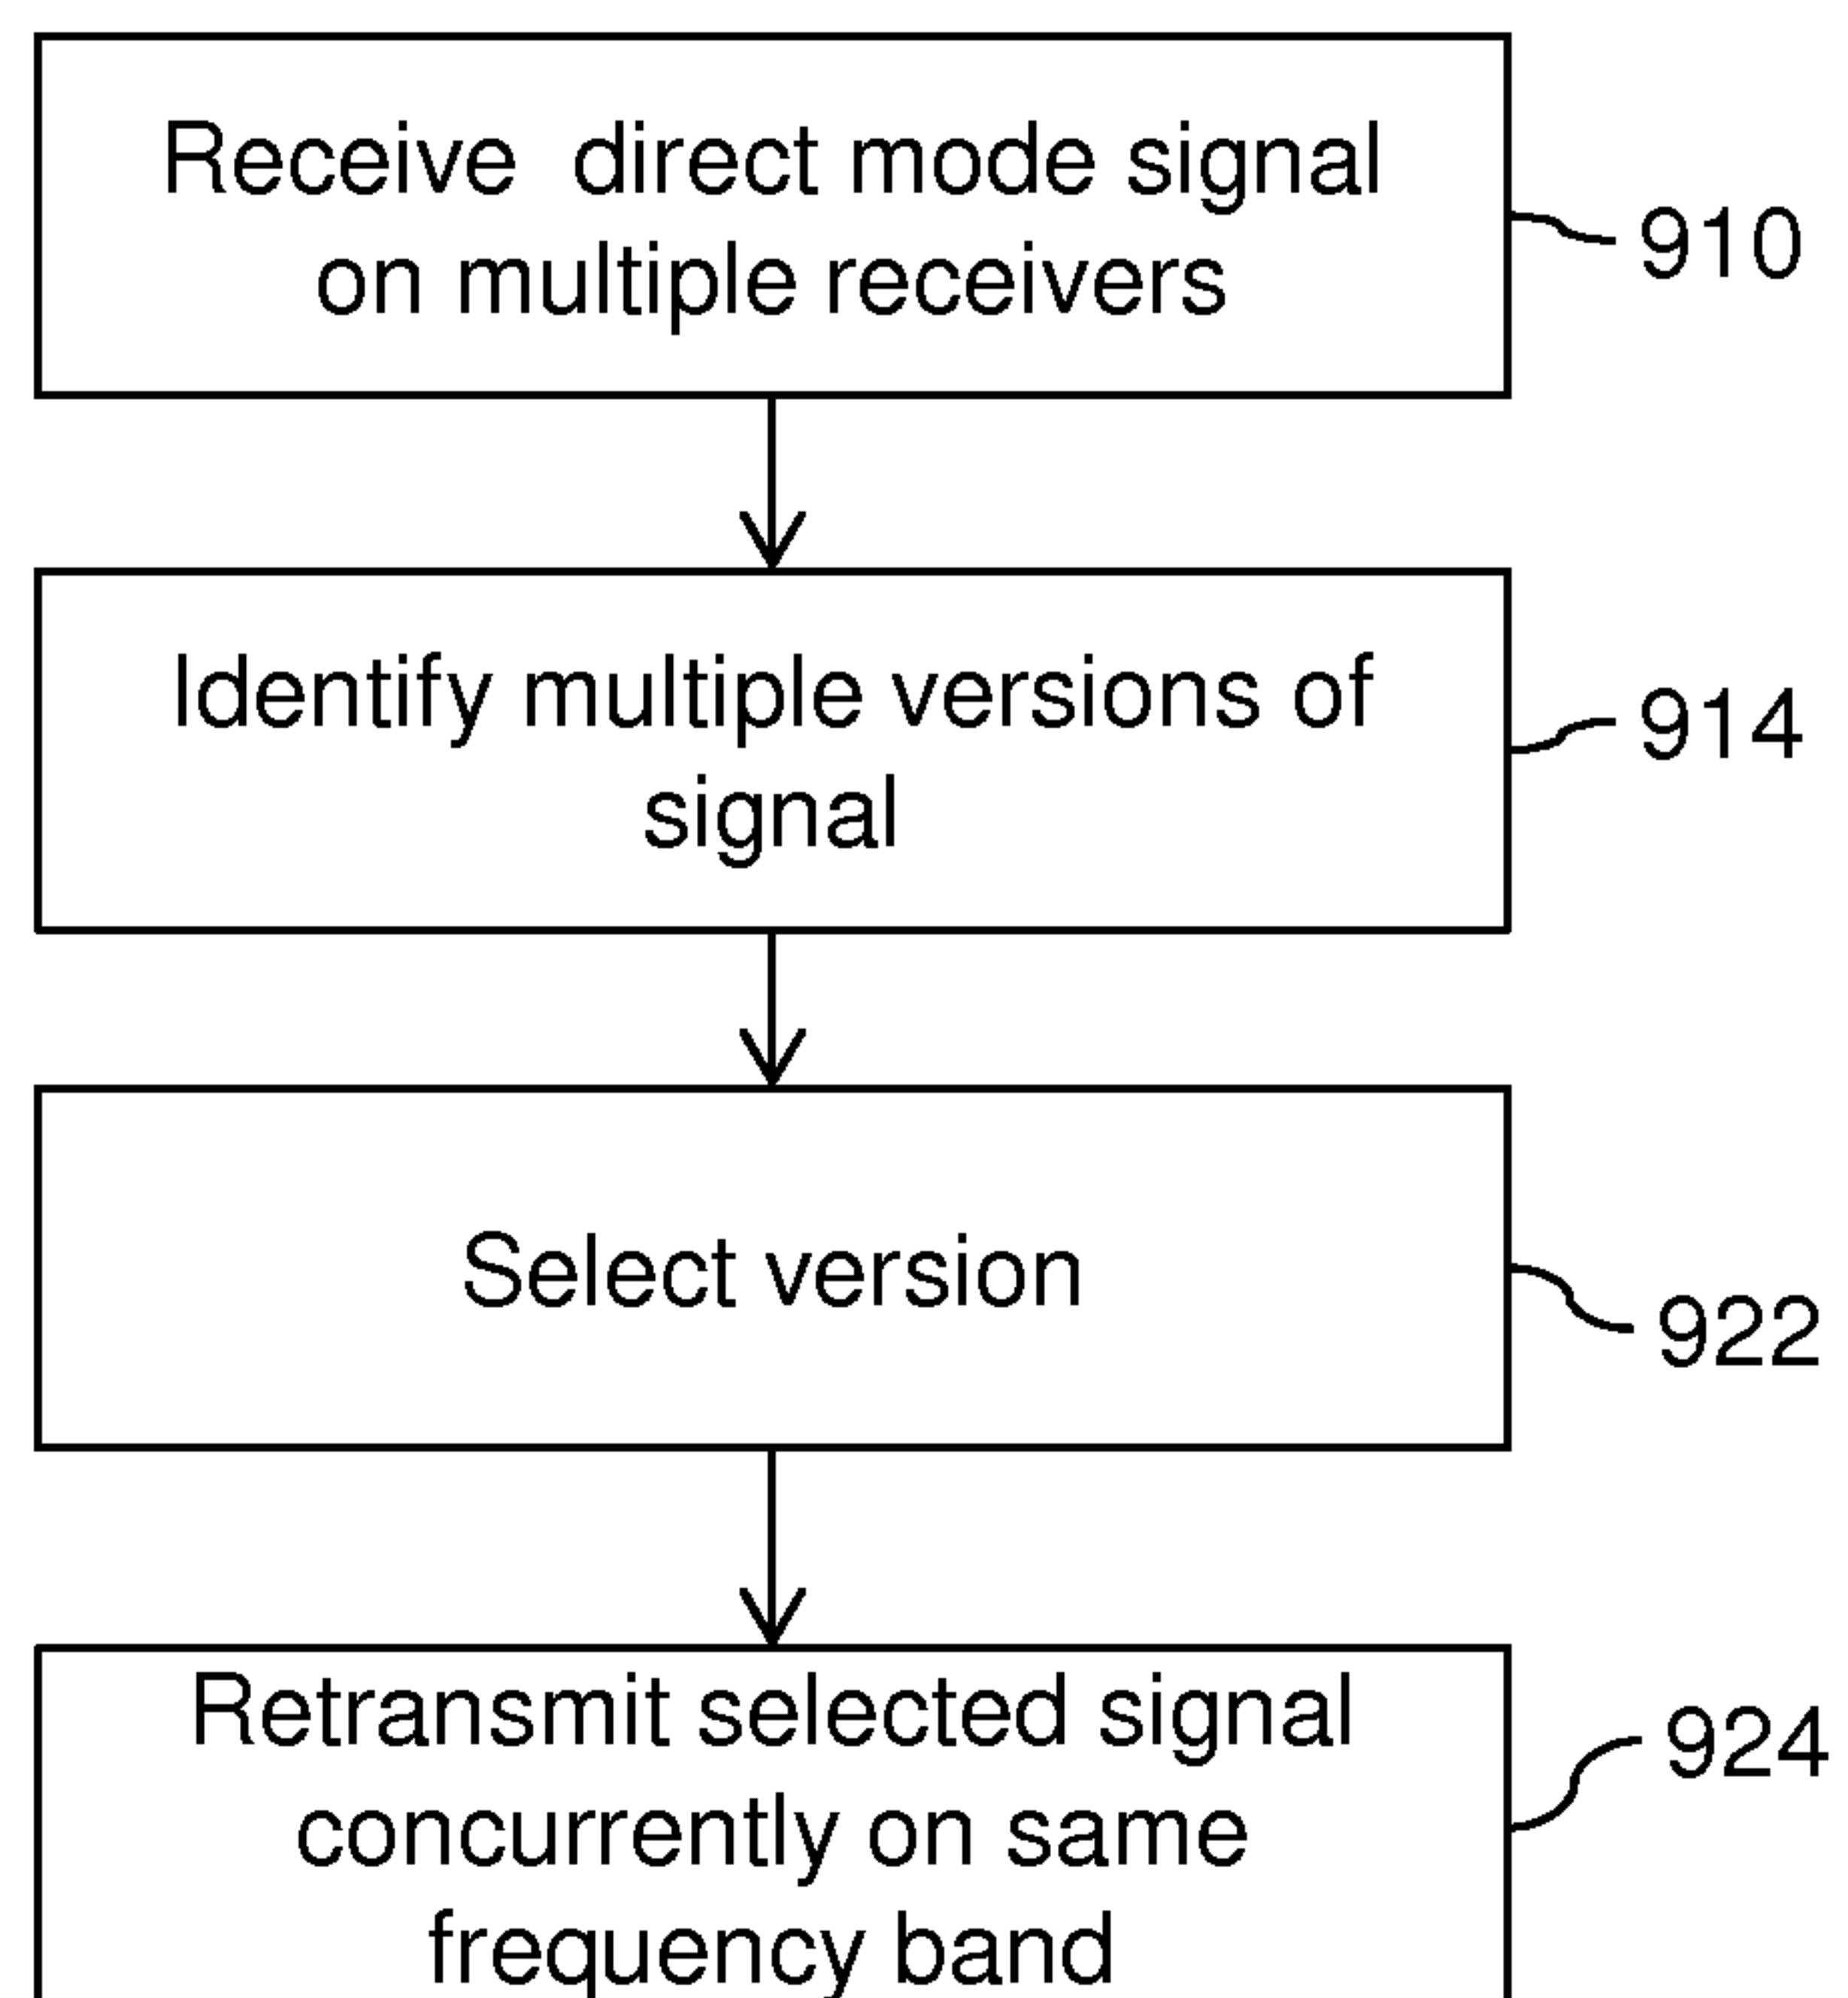 Receive direct mode signal
on multiple receivers
910
Identify multiple versions of
signal
914
Select version
922
Retransmit selected signal
concurrently on same
frequency band
924